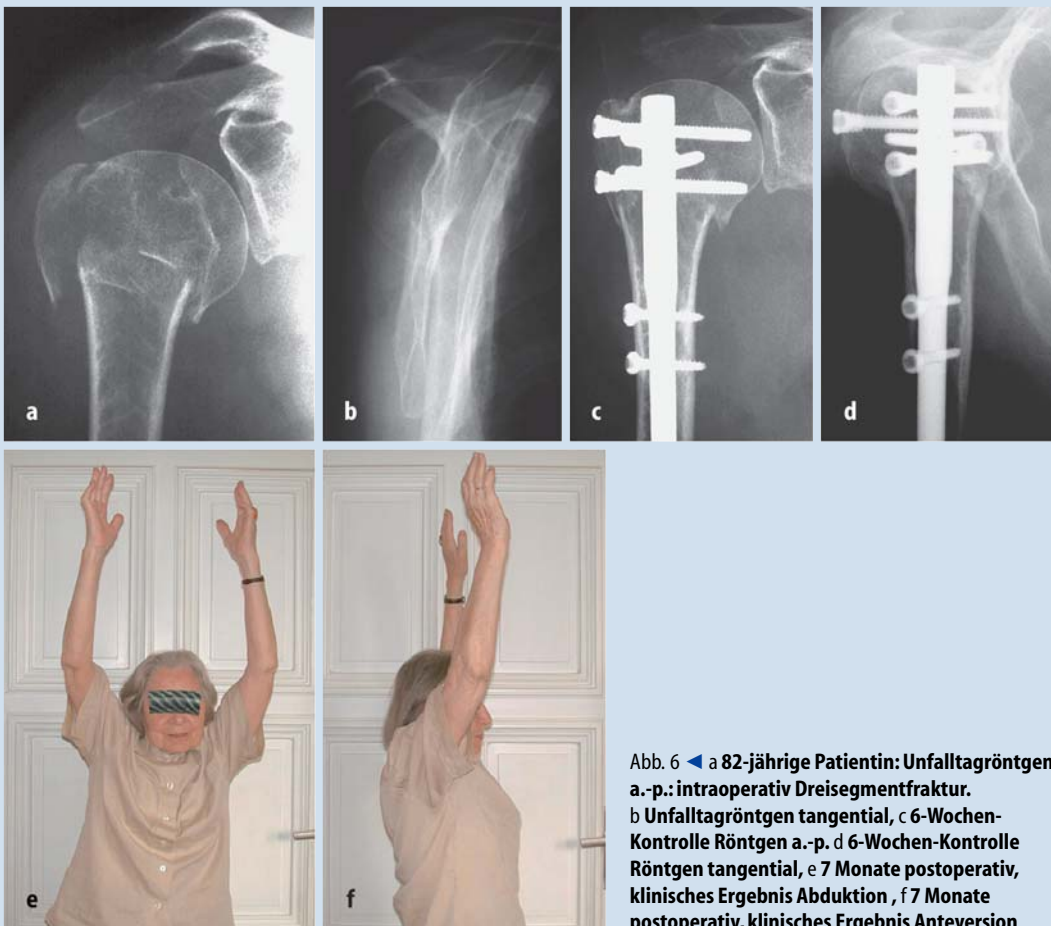 a
b
c
d
e
f
Abb. 6 ◄ a 82-jährige Patientin: Unfalltagröntgen
a.-p.: intraoperativ Dreisegmentfraktur.
b Unfalltagröntgen tangential, c 6-Wochen-
Kontrolle Röntgen a.-p. d 6-Wochen-Kontrolle
Röntgen tangential, e 7 Monate postoperativ,
klinisches Ergebnis Abduktion , f 7 Monate
postoperativ, klinisches Ergebnis Anteversion